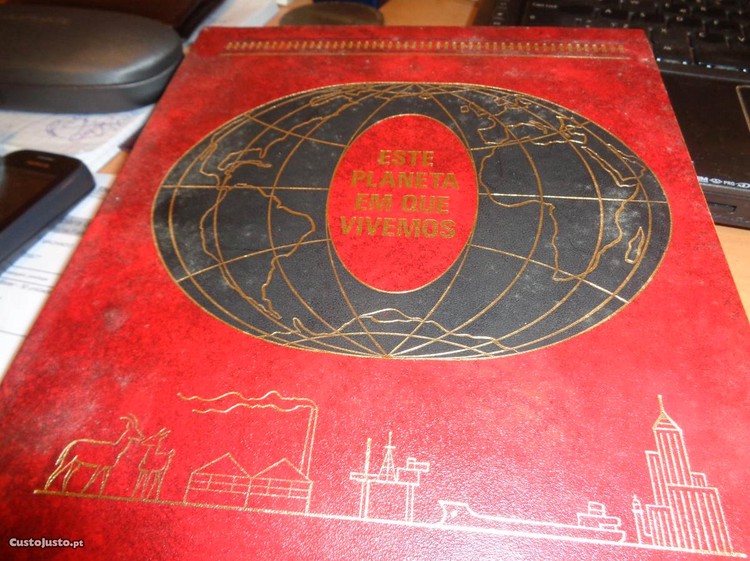 ESTE
PLANETA
EM QUE
VIVEMOS
CustoJusto.pt